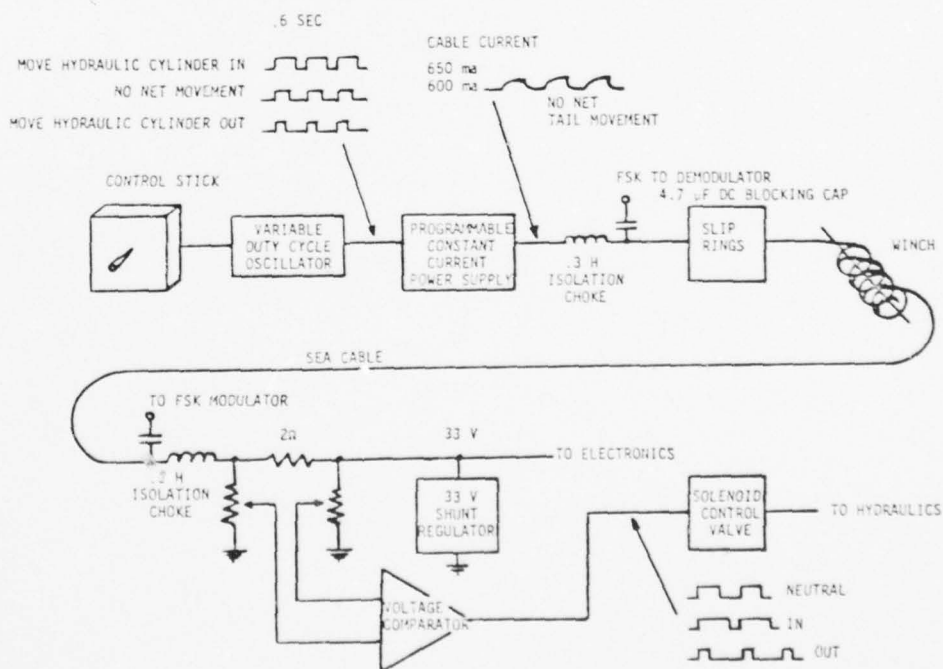 .6 SEC
MOVE HYDRAULIC CYLINDER IN
NO NET MOVEMENT
MOVE HYDRAULIC CYLINDER OUT
CABLE CURRENT
650 ma
600 ma
NO NET
TAIL MOVEMENT
CONTROL STICK
VARIABLE
DUTY CYCLE
OSCILLATOR
PROGRAMMABLE
CONSTANT
CURRENT
POWER SUPPLY
.3 H
ISOLATION
CHOKE
FSK TO DEMODULATOR
4.7 µF DC BLOCKING CAP
SLIP
RINGS
WINCH
SEA CABLE
TO FSK MODULATOR
H
ISOLATION
CHOKE
2Ω
33 V
TO ELECTRONICS
33 V
SHUNT
REGULATOR
VOLTAGE
COMPARATOR
SOLENOID
CONTROL
VALVE
TO HYDRAULICS
NEUTRAL
IN
OUT